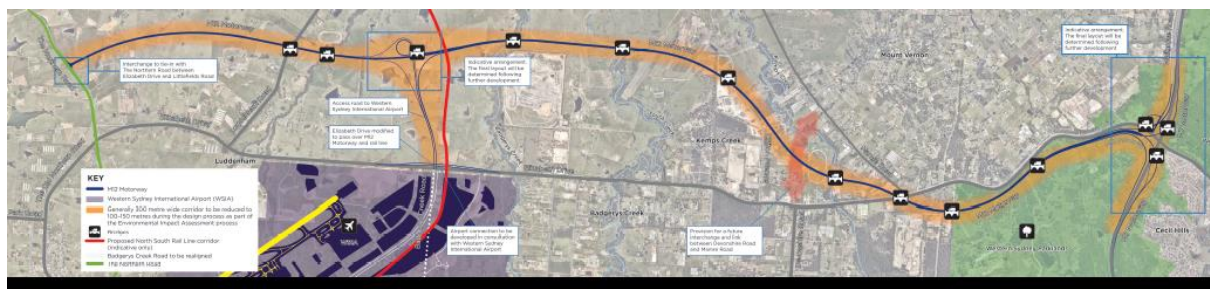 M12 Motorway
Interchange to tie-in with
The Northern Road between
Elizabeth Drive and Littlefields Road
Indicative arrangement.
The final layout will be
determined following
further development
Access road to Western
Sydney International Airport
Elizabeth Drive modified
to pass over M12
Motorway and rail line
Luddenham
Mount Vernon
Indicative arrangement.
The final layout will be
determined following
further development
Kemps Creek
Badgerys Creek
Airport connection to be
developed in consultation
with Western Sydney
International Airport
Provision for a future
interchange and link
between Devonshire Road
and Mamre Road
Western Sydney Parklands
Cecil Hills
WSIA
KEY
M12 Motorway
Western Sydney International Airport (WSIA)
Generally 300 metre wide corridor to be reduced to
100-150 metres during the design process as part of
the Environmental Impact Assessment process
Bridges
Proposed North South Rail Line corridor
(indicative only)
Badgerys Creek Road to be realigned
The Northern Road